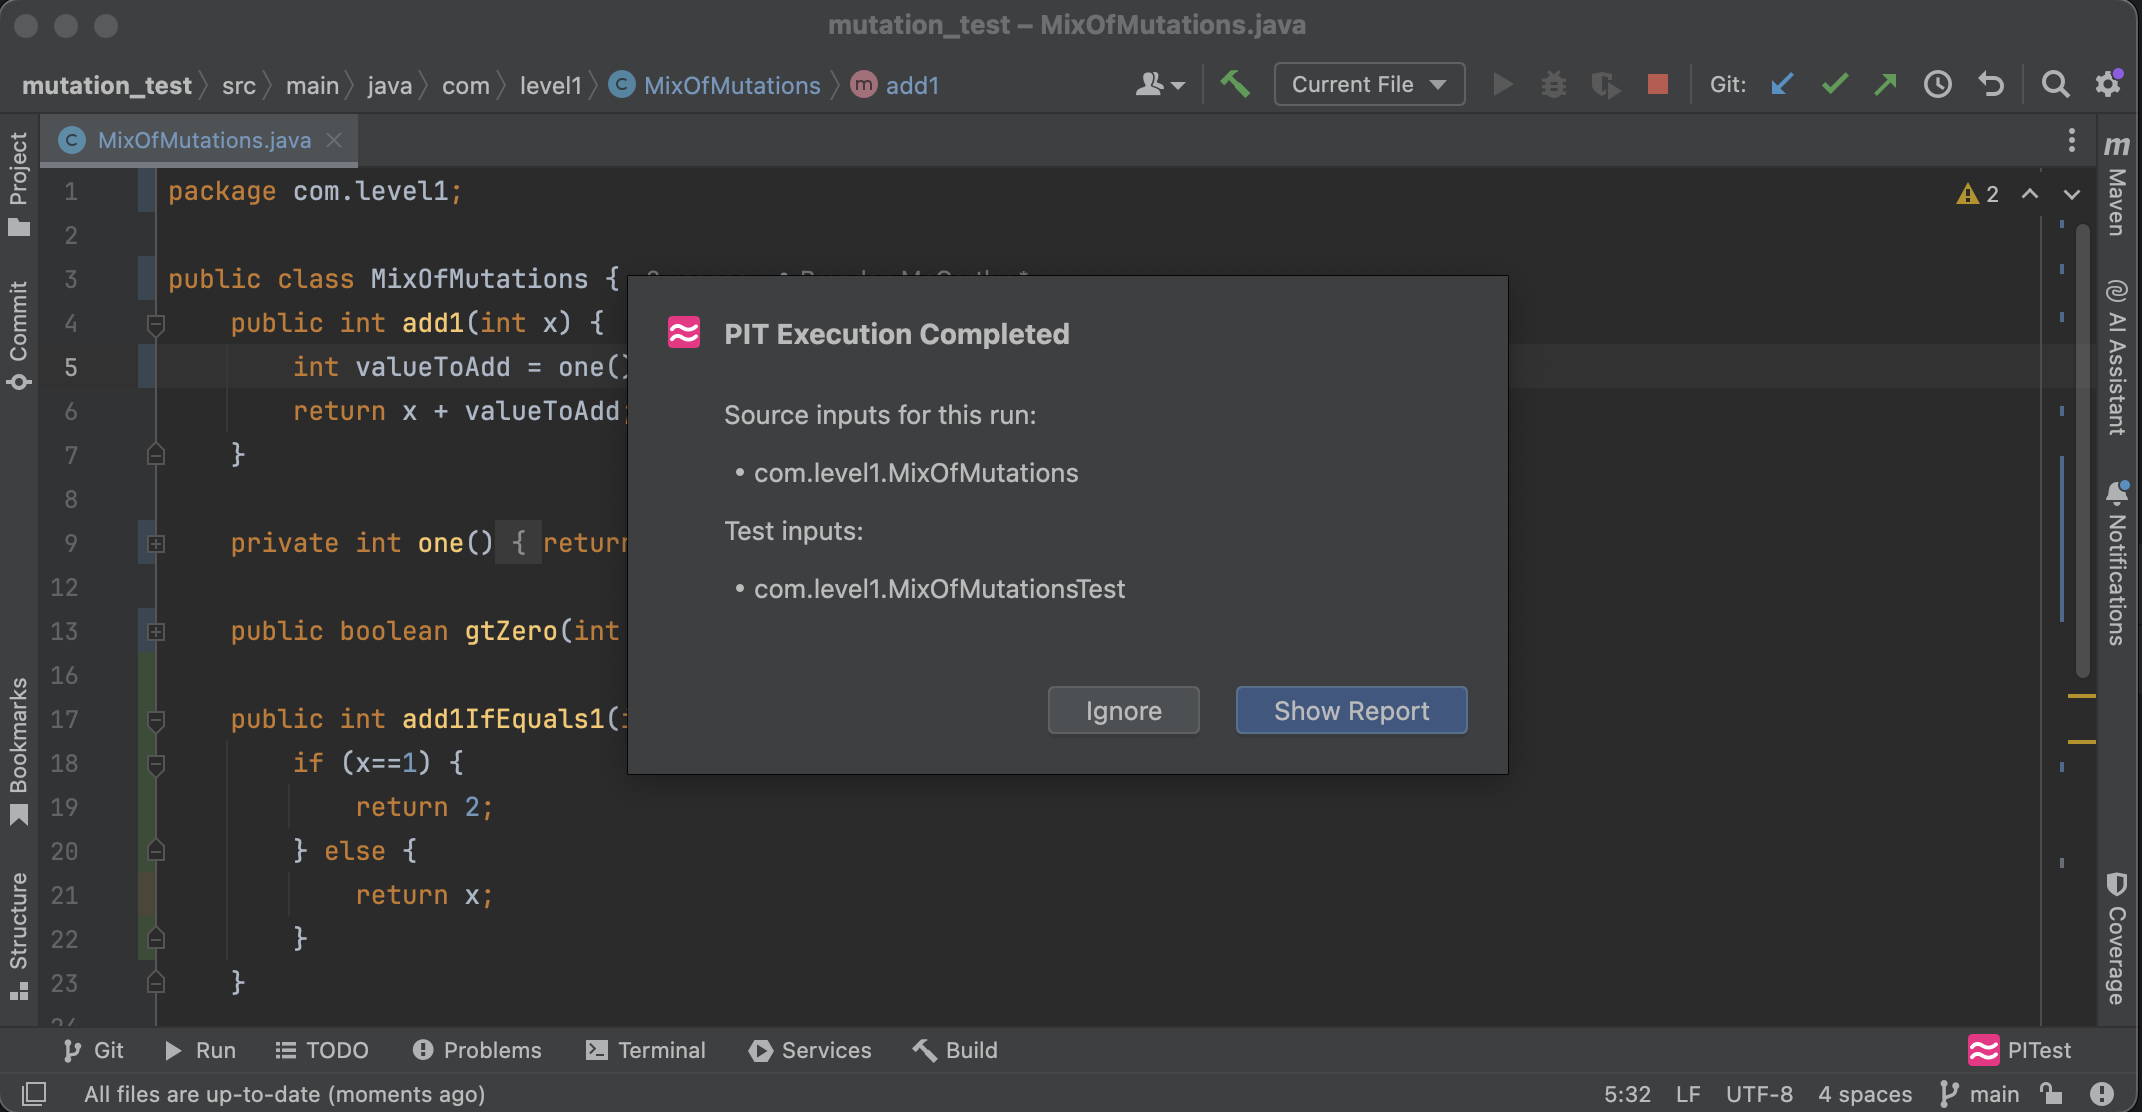 mutation_test – MixOfMutations.java
mutation_test src main java com level1 C MixOfMutations m add1
Current File
Git:
C MixOfMutations.java
Project
Commit
Bookmarks
Structure
1 package com.level1;
2
3 public class MixOfMutations {
4 public int add1(int x) {
5 int valueToAdd = one()
6 return x + valueToAdd;
7 }
8
9 private int one() { return
12
13 public boolean gtZero(int
16
17 public int add1IfEquals1(
18 if (x==1) {
19 return 2;
20 } else {
21 return x;
22 }
23 }
24
2
PIT Execution Completed
Source inputs for this run:
• com.level1.MixOfMutations
Test inputs:
• com.level1.MixOfMutationsTest
Ignore
Show Report
m Maven
AI Assistant
Notifications
Coverage
Git Run TODO Problems Terminal Services Build PITest
All files are up-to-date (moments ago) 5:32 LF UTF-8 4 spaces main